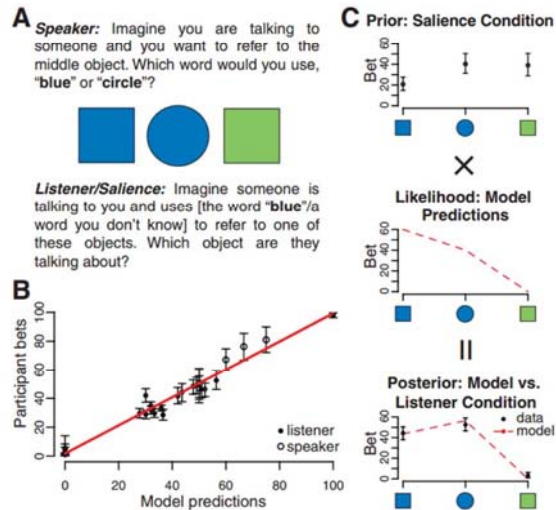 A
Speaker: Imagine you are talking to
someone and you want to refer to the
middle object. Which word would you use,
“blue” or “circle”?
Listener/Salience: Imagine someone is
talking to you and uses [the word “blue”/a
word you don’t know] to refer to one
of these objects. Which object are they
talking about?
B
Participant bets
100
80
60
40
20
0
listener
speaker
0 20 40 60 80 100
Model predictions
C
Prior: Salience Condition
Bet
60
40
20
0
×
Likelihood: Model
Predictions
Bet
60
40
20
0
=
Posterior: Model vs.
Listener Condition
Bet
60
40
20
0
data
model